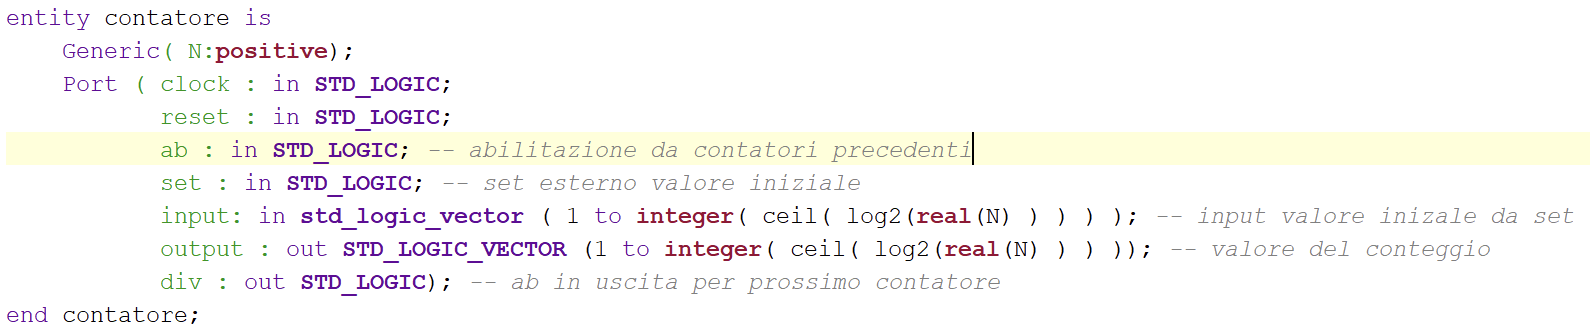 entity contatore is
Generic( N:positive);
Port ( clock : in STD_LOGIC;
reset : in STD_LOGIC;
ab : in STD_LOGIC; -- abilitazione da contatori precedenti
set : in STD_LOGIC; -- set esterno valore iniziale
input: in std_logic_vector ( 1 to integer( ceil( log2(real(N) ) ) ) ); -- input valore inizale da set
output : out STD_LOGIC_VECTOR (1 to integer( ceil( log2(real(N) ) ) )); -- valore del conteggio
div : out STD_LOGIC); -- ab in uscita per prossimo contatore
end contatore;